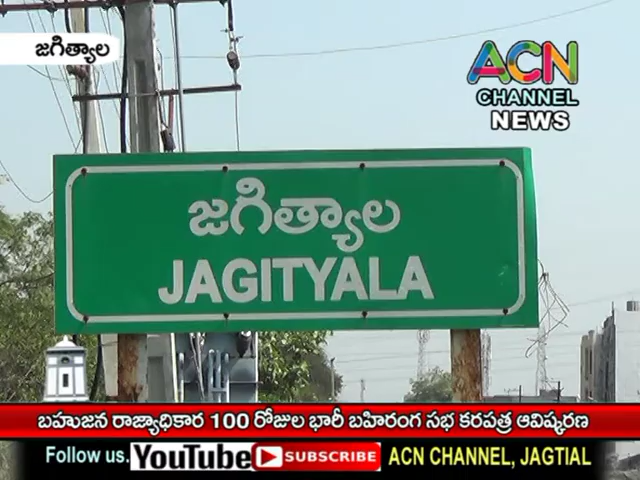 జగిత్యాల
ACN
CHANNEL
NEWS
జగిత్యాల
JAGITYALA
బహుజన రాజ్యాధికార 100 రోజుల భారీ బహిరంగ సభ కరపత్ర ఆవిష్కరణ
Follow us. YouTube SUBSCRIBE ACN CHANNEL, JAGTIAL